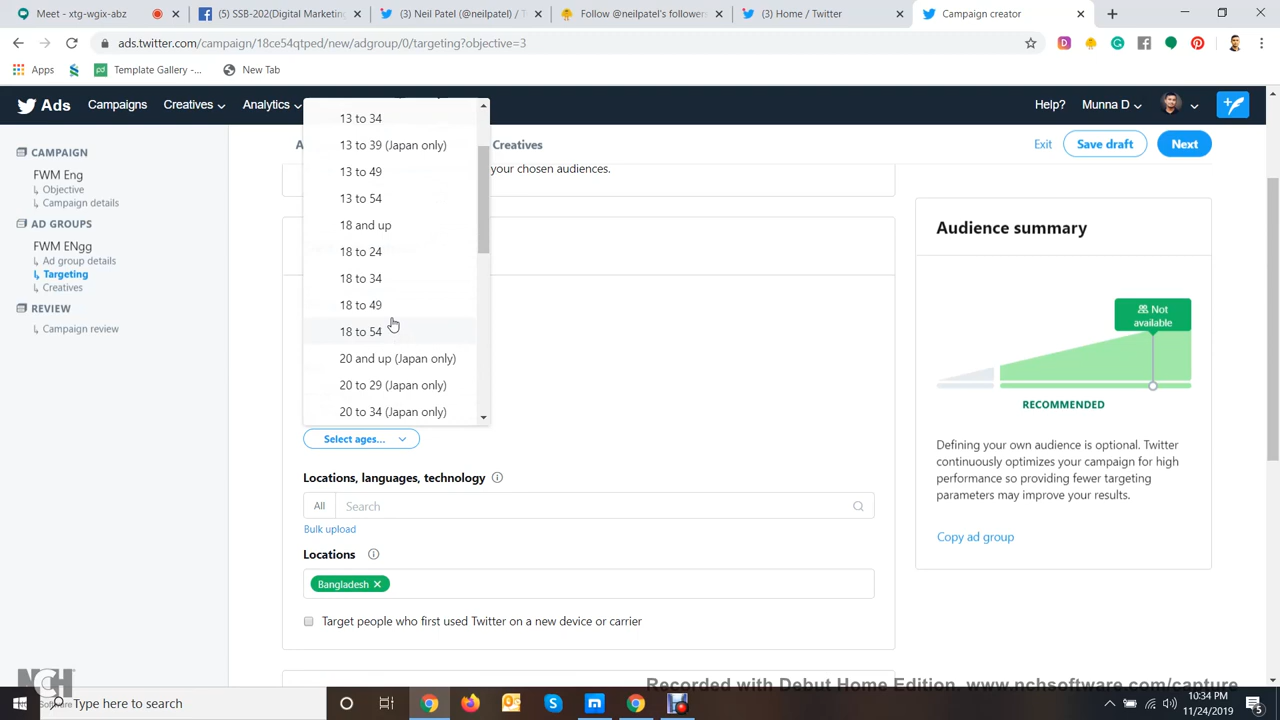 Meet - xtg-wgix-abz
(5) SSB-202(Digital Marketing
(3) Neil Patel (@neilpatel) / T
Follow @neilpatel's follower
(3) Home / Twitter
Campaign creator
ads.twitter.com/campaign/18ce54qtped/new/adgroup/0/targeting?objective=3
Apps
Template Gallery -...
New Tab
Ads
Campaigns
Creatives
Analytics
Help?
Munna D
CAMPAIGN
FWM Eng
Objective
Campaign details
AD GROUPS
FWM ENgg
Ad group details
Targeting
Creatives
REVIEW
Campaign review
Creatives
Exit
Save draft
Next
your chosen audiences.
13 to 34
13 to 39 (Japan only)
13 to 49
13 to 54
18 and up
18 to 24
18 to 34
18 to 49
18 to 54
20 and up (Japan only)
20 to 29 (Japan only)
20 to 34 (Japan only)
Select ages...
Locations, languages, technology
All
Search
Bulk upload
Locations
Bangladesh
Target people who first used Twitter on a new device or carrier
Audience summary
Not
available
RECOMMENDED
Defining your own audience is optional. Twitter
continuously optimizes your campaign for high
performance so providing fewer targeting
parameters may improve your results.
Copy ad group
NCH
Software
Recorded with Debut Home Edition. www.nchsoftware.com/capture
Type here to search
10:34 PM
11/24/2019
5